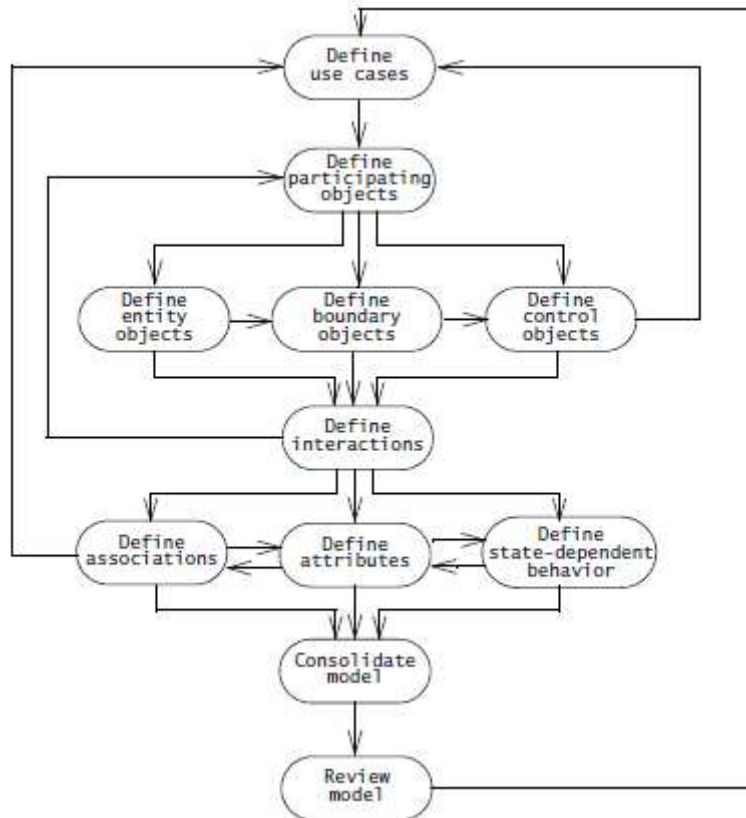 Define
use cases
Define
participating
objects
Define
entity
objects
Define
boundary
objects
Define
control
objects
Define
interactions
Define
associations
Define
attributes
Define
state-dependent
behavior
Consolidate
model
Review
model